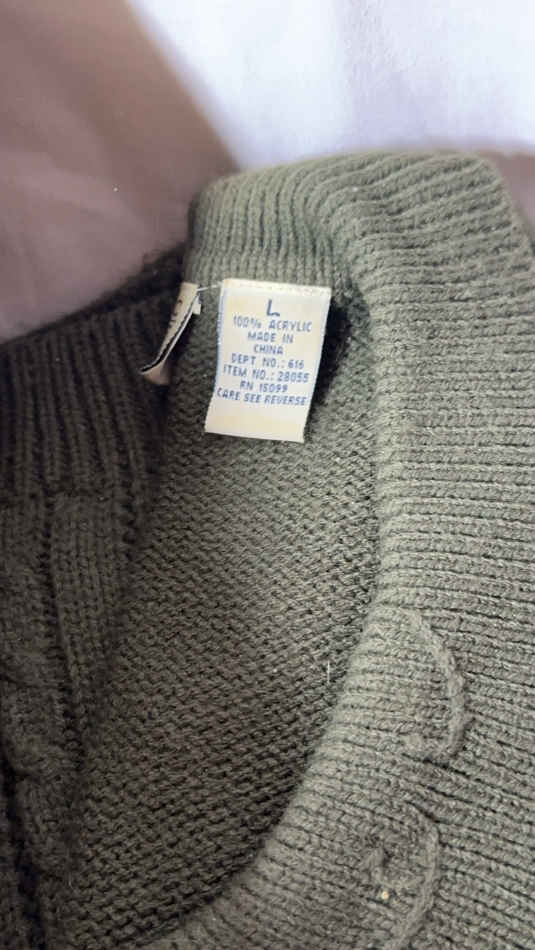 L
100% ACRYLIC
MADE IN
CHINA
DEPT NO.: 616
ITEM NO.: 28055
RN 15099
CARE SEE REVERSE